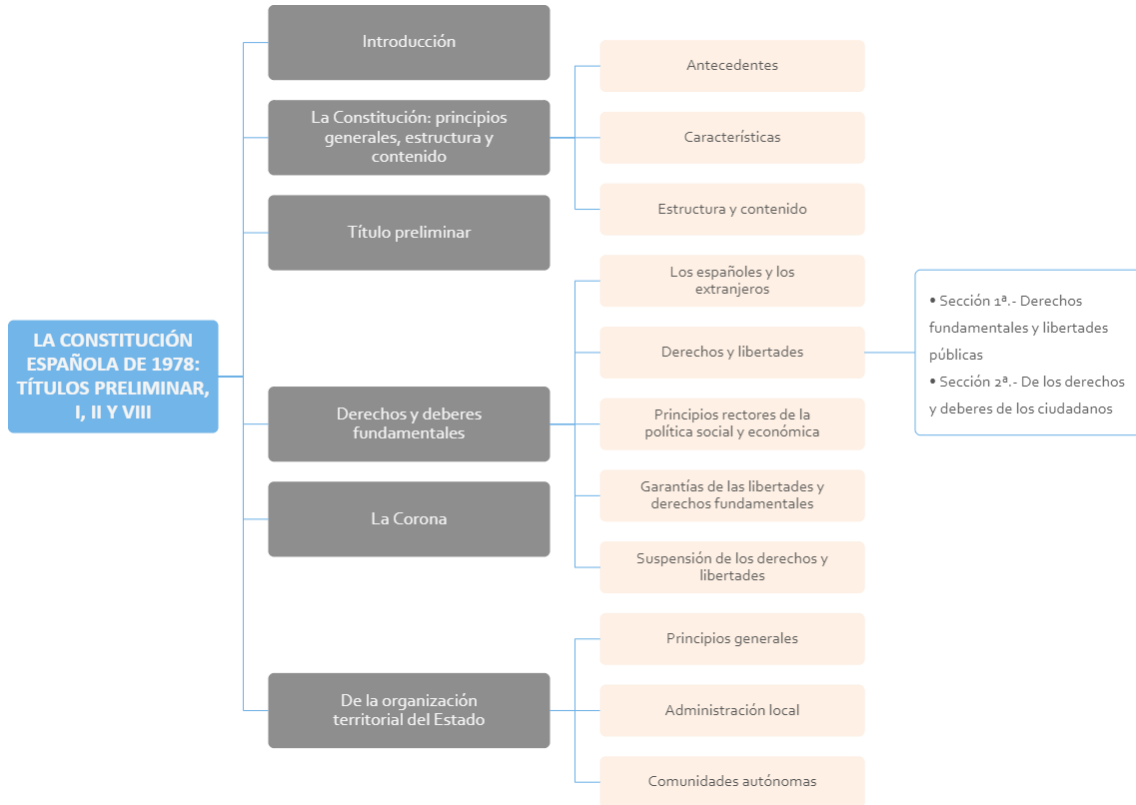 LA CONSTITUCIÓN
ESPAÑOLA DE 1978:
TÍTULOS PRELIMINAR,
I, II Y VIII
Introducción
La Constitución: principios
generales, estructura y
contenido
Antecedentes
Características
Estructura y contenido
Título preliminar
Derechos y deberes
fundamentales
Los españoles y los
extranjeros
Derechos y libertades
• Sección 1ª.- Derechos
fundamentales y libertades
públicas
• Sección 2ª.- De los derechos
y deberes de los ciudadanos
Principios rectores de la
política social y económica
Garantías de las libertades y
derechos fundamentales
Suspensión de los derechos y
libertades
La Corona
De la organización
territorial del Estado
Principios generales
Administración local
Comunidades autónomas